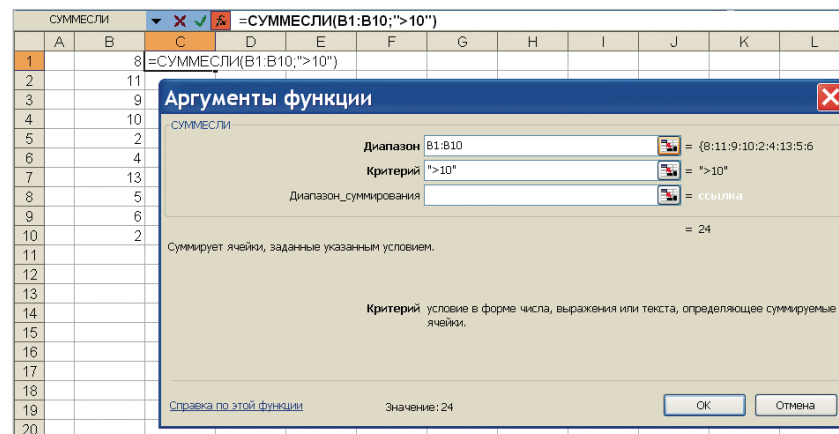 СУММЕСЛИ =СУММЕСЛИ(B1:B10;">10")
A B C D E F G H I J K L
1 8 =СУММЕСЛИ(B1:B10;">10")
2 11
3 9
4 10
5 2
6 4
7 13
8 5
9 6
10 2
11
12
13
14
15
16
17
18
19
20
Аргументы функции
СУММЕСЛИ
Диапазон B1:B10 = {8:11:9:10:2:4:13:5:6
Критерий ">10" = ">10"
Диапазон_суммирования = ссылка
= 24
Суммирует ячейки, заданные указанным условием.
Критерий условие в форме числа, выражения или текста, определяющее суммируемые
ячейки.
Справка по этой функции Значение:24 ОК Отмена